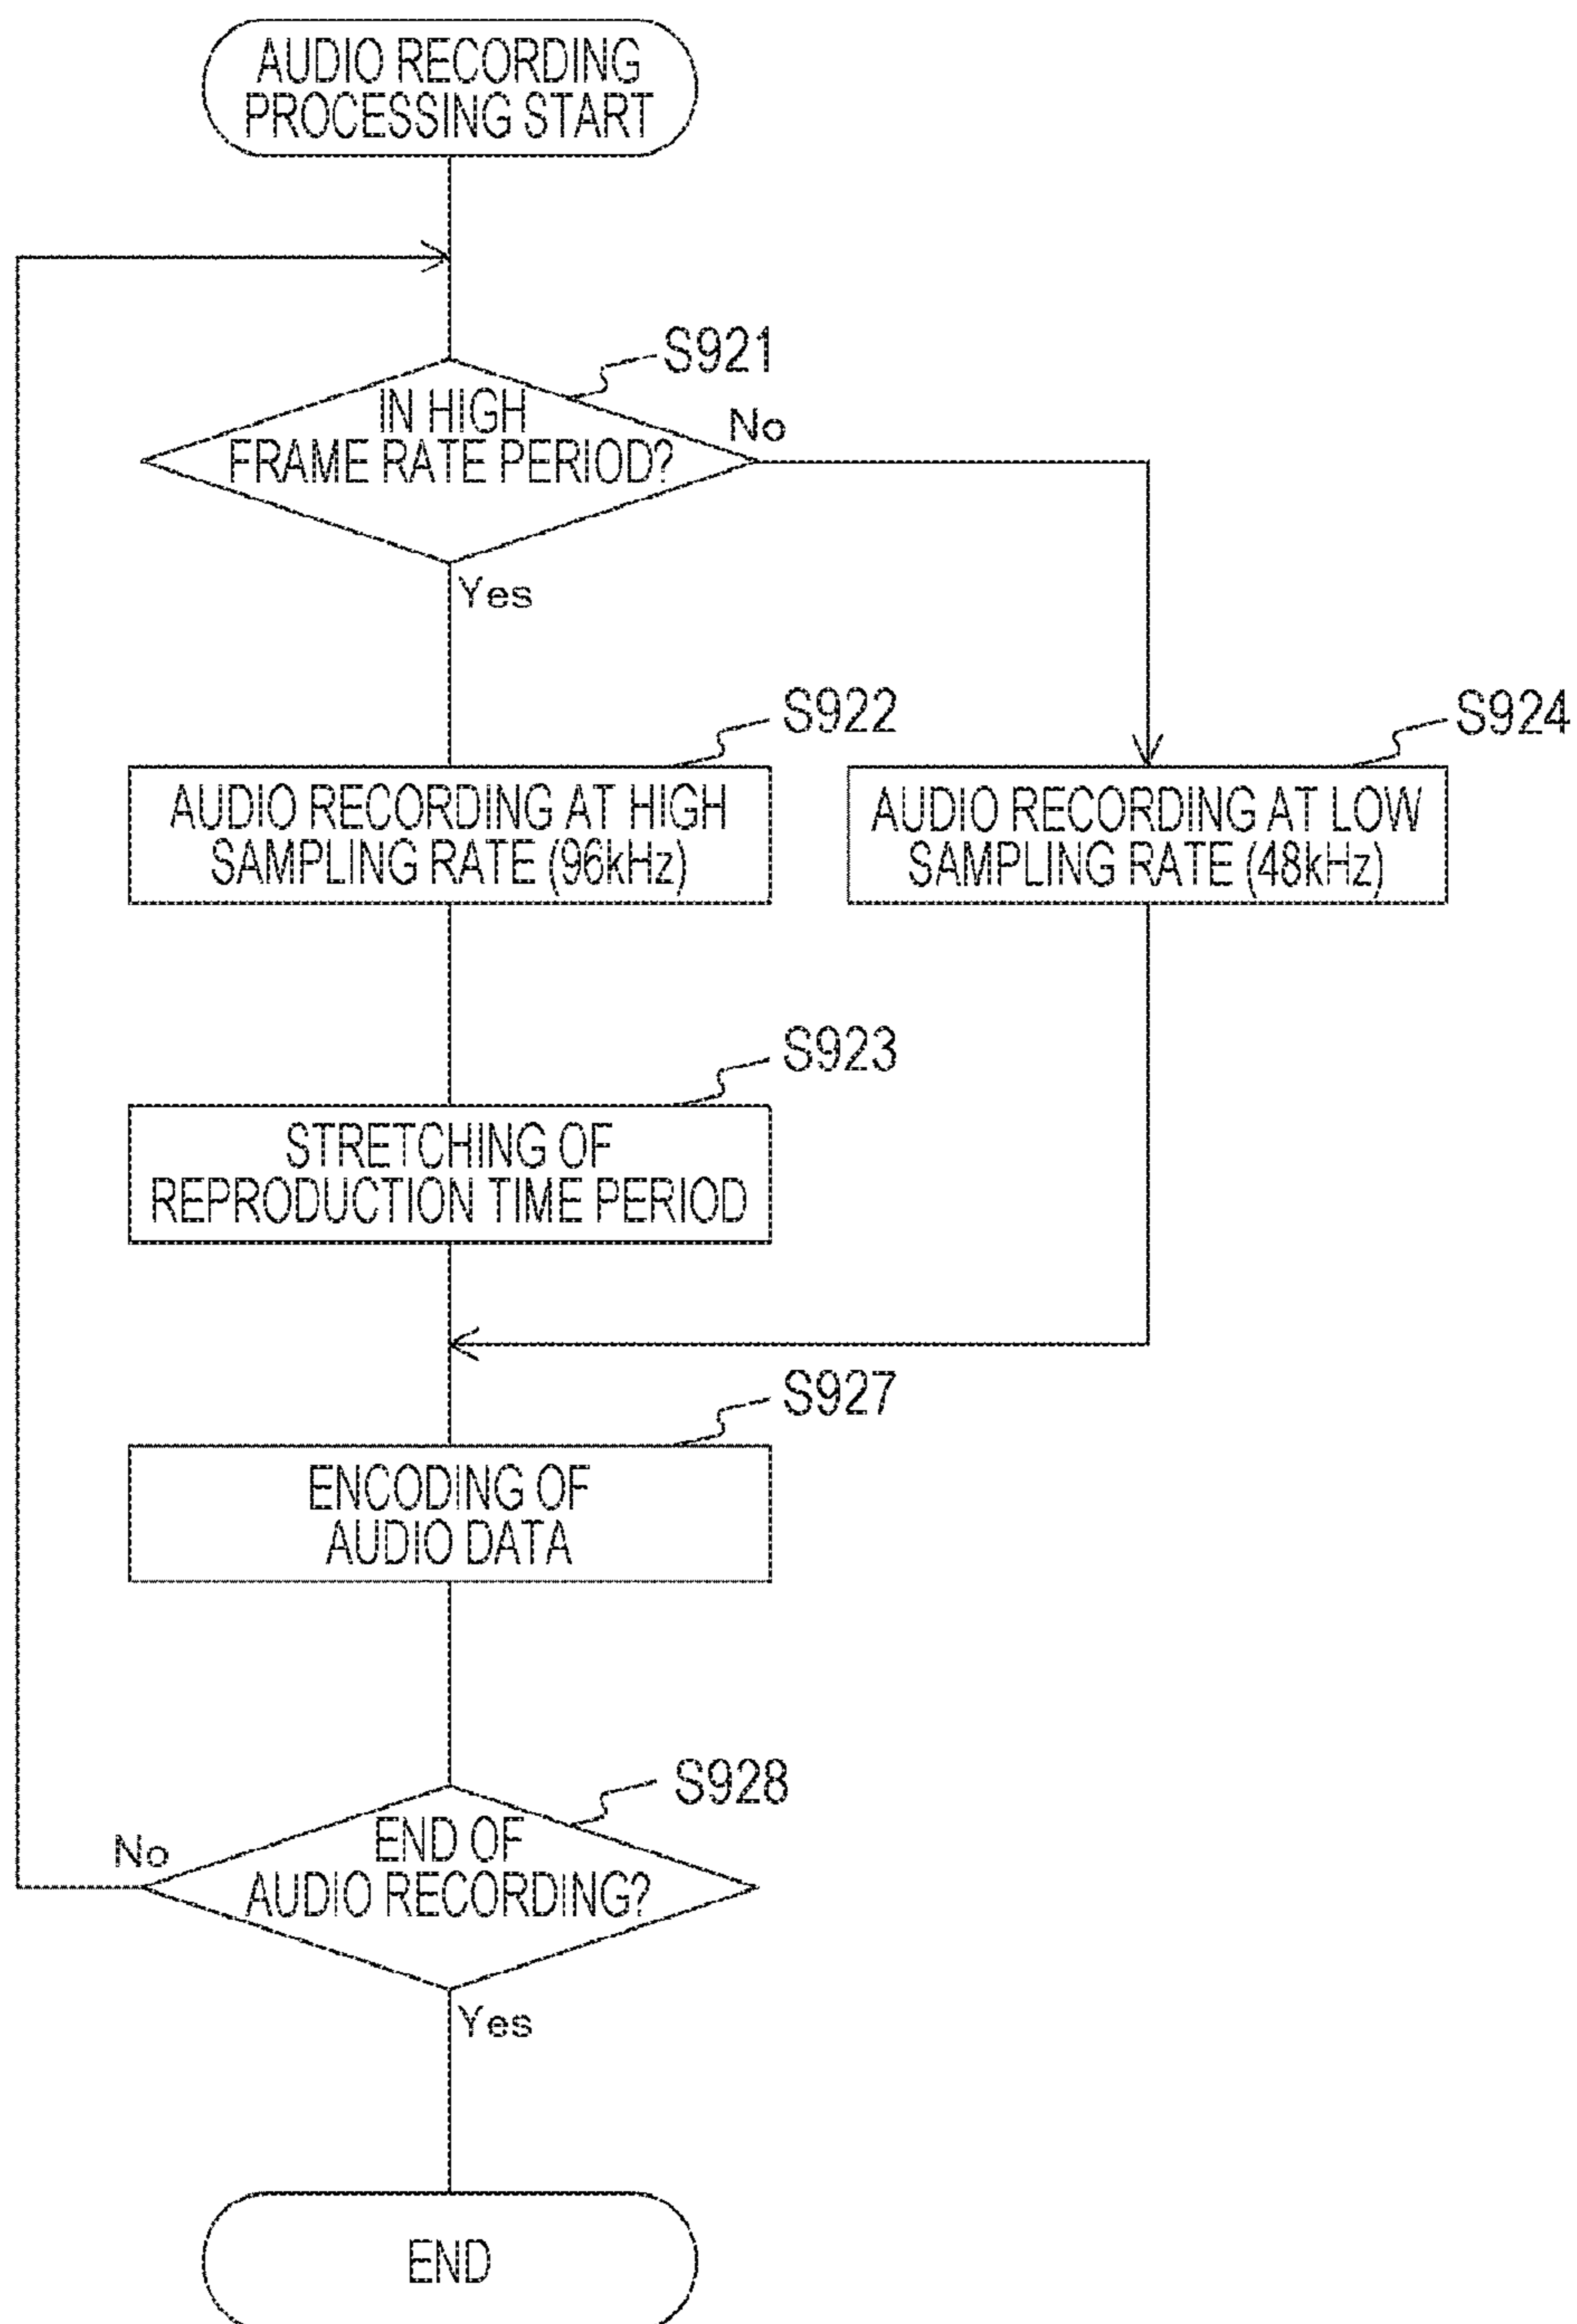 AUDIO RECORDING
PROCESSING START
S921
IN HIGH
FRAME RATE PERIOD?
No
Yes
S922
AUDIO RECORDING AT HIGH
SAMPLING RATE (96kHz)
S924
AUDIO RECORDING AT LOW
SAMPLING RATE (48kHz)
S923
STRETCHING OF
REPRODUCTION TIME PERIOD
S927
ENCODING OF
AUDIO DATA
S928
END OF
AUDIO RECORDING?
No
Yes
END